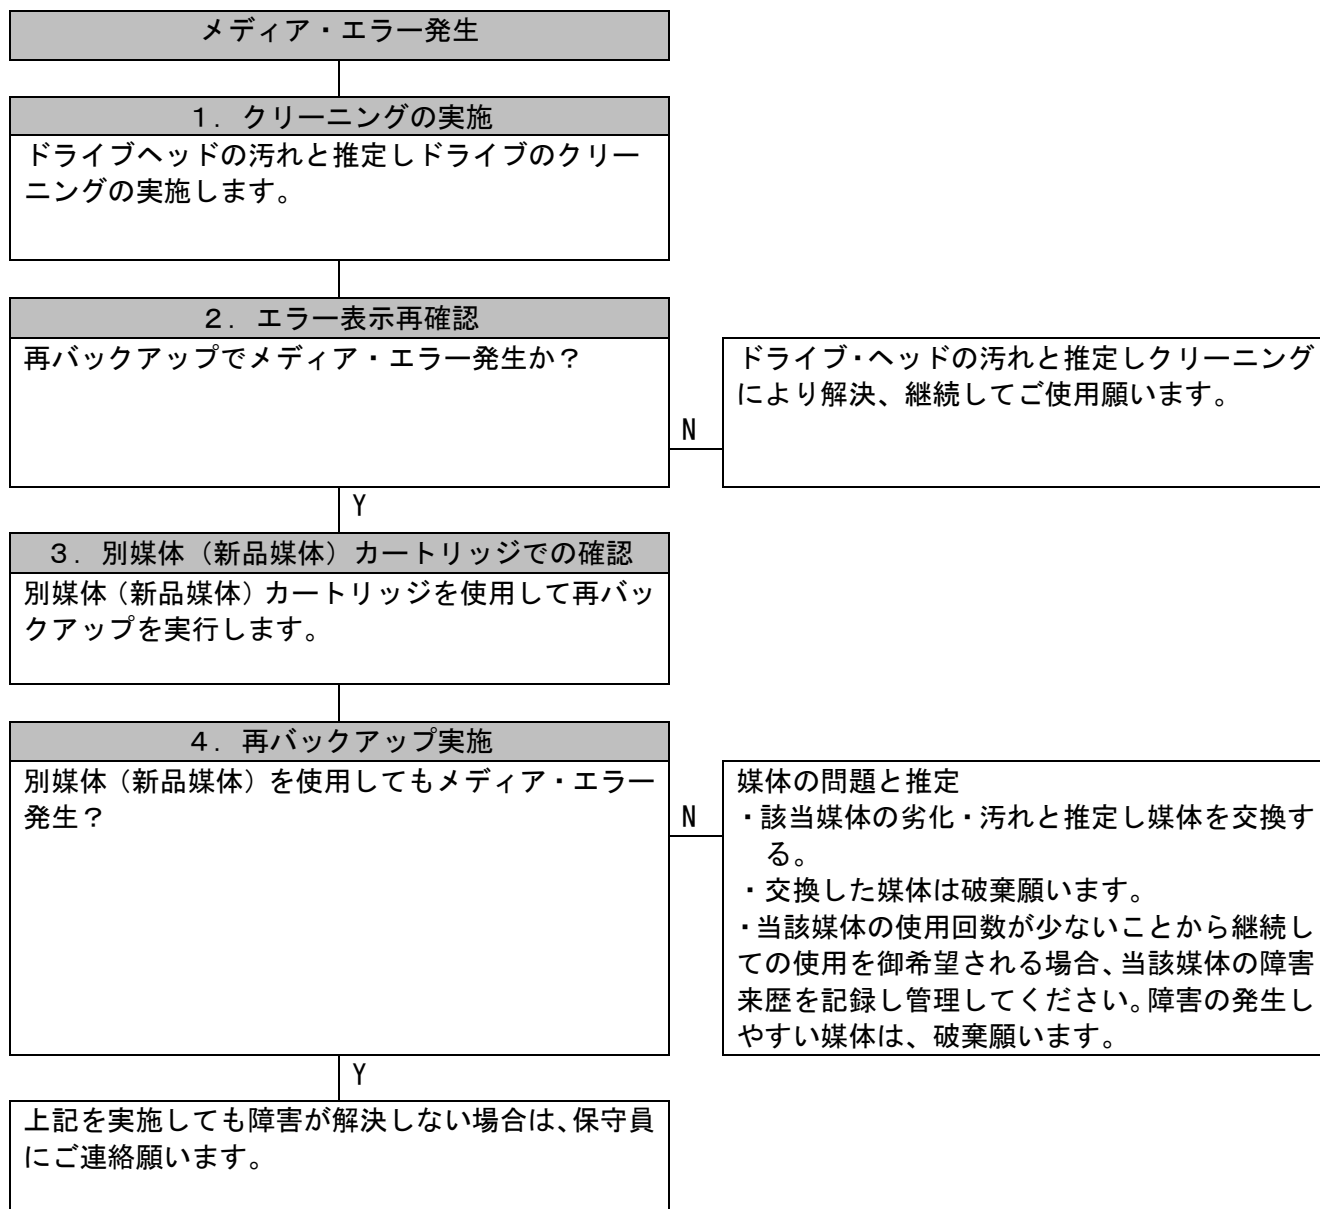 メディア・エラー発生
1. クリーニングの実施
ドライブヘッドの汚れと推定しドライブのクリー
ニングの実施します。
2. エラー表示再確認
再バックアップでメディア・エラー発生か？
N
ドライブ・ヘッドの汚れと推定しクリーニング
により解決、継続してご使用願います。
Y
3. 別媒体（新品媒体）カートリッジでの確認
別媒体（新品媒体）カートリッジを使用して再バッ
クアップを実行します。
4. 再バックアップ実施
別媒体（新品媒体）を使用してもメディア・エラー
発生？
N
媒体の問題と推定
・該当媒体の劣化・汚れと推定し媒体を交換す
る。
・交換した媒体は破棄願います。
・当該媒体の使用回数が少ないことから継続し
ての使用を御希望される場合、当該媒体の障害
来歴を記録し管理してください。障害の発生し
やすい媒体は、破棄願います。
Y
上記を実施しても障害が解決しない場合は、保守員
にご連絡願います。